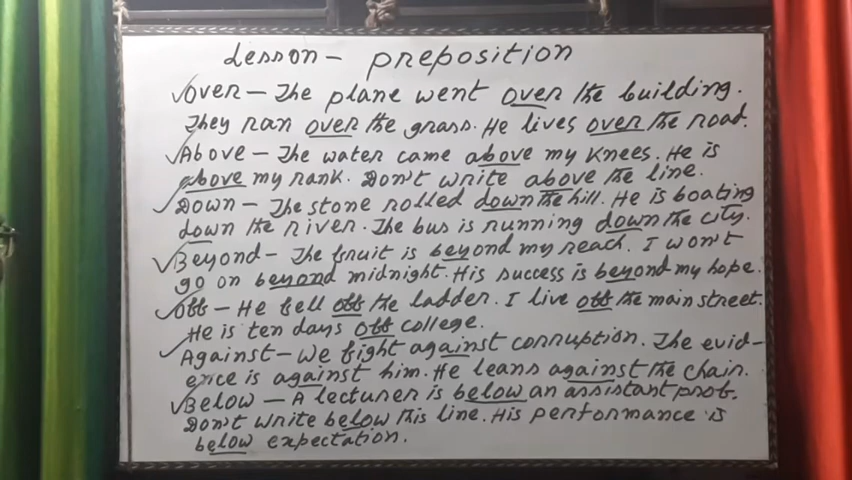 Lesson - preposition
Over - The plane went over the building.
They ran over the grass. He lives over the road.
Above - The water came above my knees. He is
above my rank. Don't write above the line.
Down - The stone rolled down the hill. He is boating
down the river. The bus is running down the city.
Beyond - The fruit is beyond my reach. I won't
go on beyond midnight. His success is beyond my hope.
Off - He fell off the ladder. I live off the main street.
He is ten days off college.
Against - We fight against corruption. The evid-
ence is against him. He leans against the chair.
Below - A lecturer is below an assistant prof.
Don't write below this line. His performance is
below expectation.